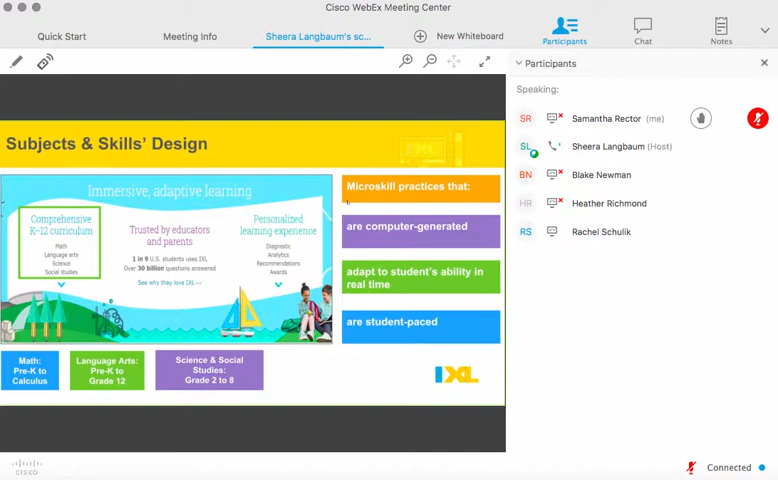 Cisco WebEx Meeting Center
Quick Start
Meeting Info
Sheera Langbaum's sc...
New Whiteboard
Participants
Chat
Notes
Participants
Speaking:
SR Samantha Rector (me)
SL Sheera Langbaum (Host)
BN Blake Newman
HR Heather Richmond
RS Rachel Schulik
Subjects & Skills' Design
IXL
Immersive, adaptive learning
Comprehensive
K-12 curriculum
Math
Language arts
Science
Social studies
Trusted by educators
and parents
1 in 9 U.S. students uses IXL
Over 30 billion questions answered
See why they love IXL >>
Personalized
learning experience
Diagnostic
Analytics
Recommendations
Awards
Microskill practices that:
are computer-generated
adapt to student's ability in
real time
are student-paced
Math:
Pre-K to
Calculus
Language Arts:
Pre-K to
Grade 12
Science & Social
Studies:
Grade 2 to 8
IXL
CISCO
Connected